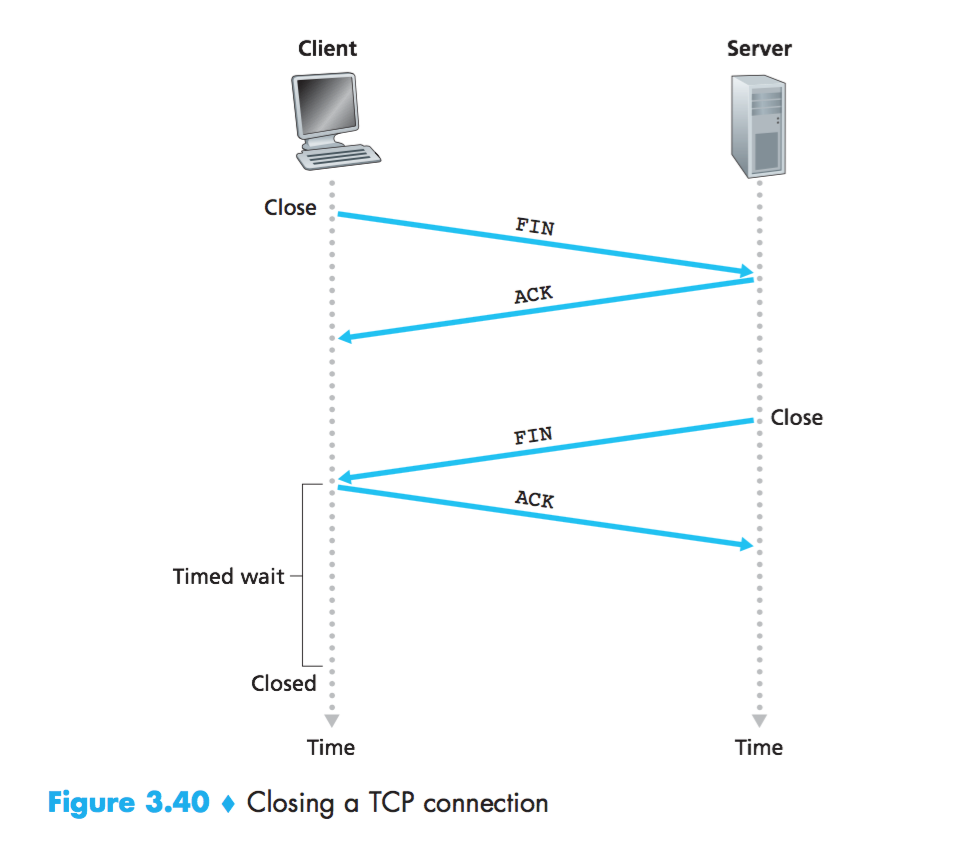 Client
Server
Close
FIN
ACK
Close
FIN
ACK
Timed wait
Closed
Time
Time
Figure 3.40 ♦ Closing a TCP connection